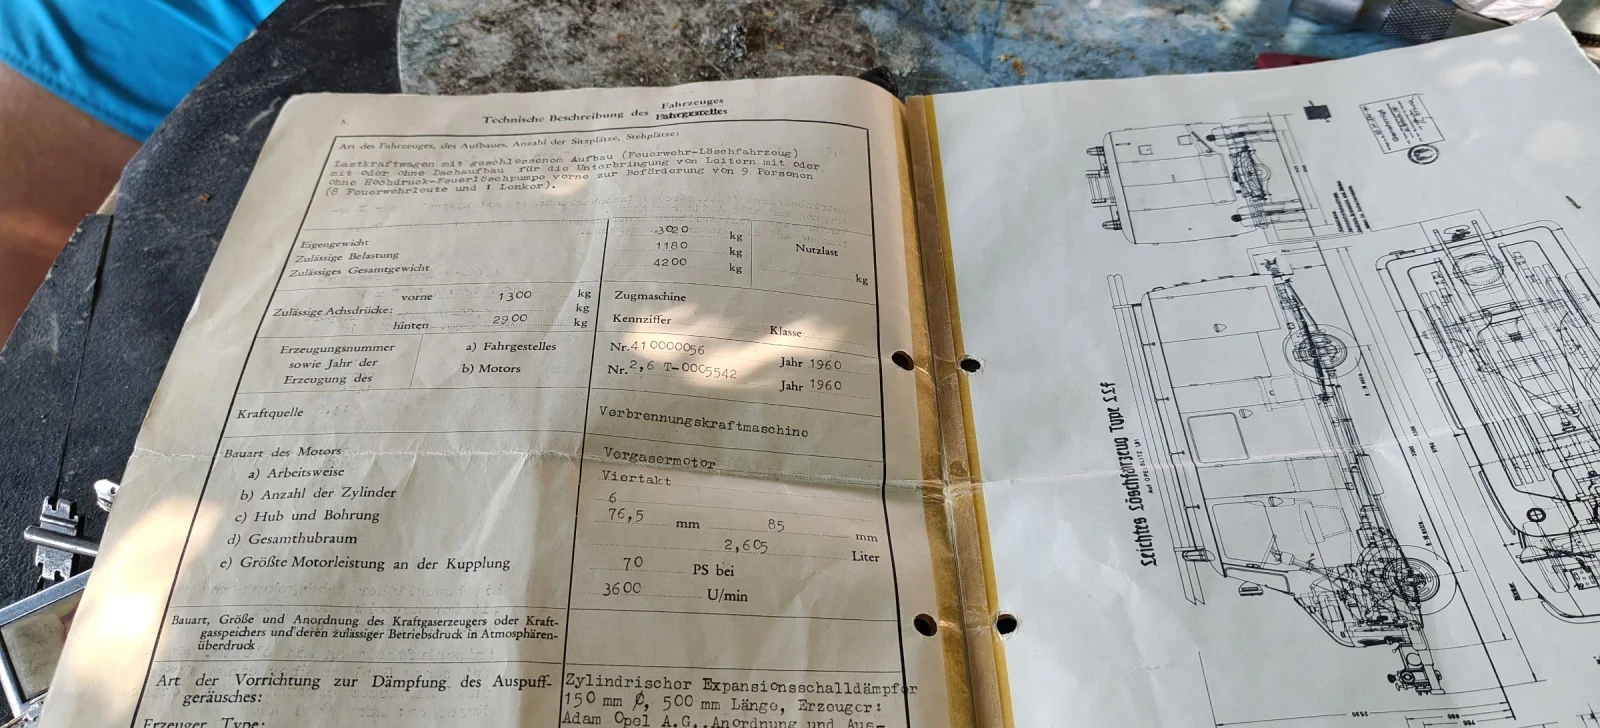 5.
Technische Beschreibung des Fahrzeuges
Fahrgestelles
Art des Fahrzeuges, des Aufbaues, Anzahl der Sitzplätze, Stehplätze:
Lastkraftwagen mit geschlossenem Aufbau (Feuerwehr-Löschfahrzeug)
mit oder ohne Dachaufbau für die Unterbringung von Leitern mit oder
ohne Hochdruck-Feuerlöschpumpe vorne zur Beförderung von 9 Personen
(8 Feuerwehrleute und 1 Lenker).
Eigengewicht 3020 kg
Zulässige Belastung 1180 kg Nutzlast
Zulässiges Gesamtgewicht 4200 kg kg
Zulässige Achsdrücke: vorne 1300 kg
kg
hinten 2900 kg
Zugmaschine
Kennziffer Klasse
Erzeugungsnummer
sowie Jahr der
Erzeugung des
a) Fahrgestelles Nr. 410000056 Jahr 1960
b) Motors Nr. 2,6 T-0005542 Jahr 1960
Kraftquelle Verbrennungskraftmaschine
Bauart des Motors Vergasermotor
a) Arbeitsweise Viertakt
b) Anzahl der Zylinder 6
c) Hub und Bohrung 76,5 mm 85 mm
d) Gesamthubraum 2,605 Liter
e) Größte Motorleistung an der Kupplung 70 PS bei
3600 U/min
Bauart, Größe und Anordnung des Kraftgaserzeugers oder Kraft-
gasspeichers und deren zulässiger Betriebsdruck in Atmosphären-
überdruck
Art der Vorrichtung zur Dämpfung des Auspuff-
geräusches:
Erzeuger Type:
Zylindrischer Expansionsschalldämpfer
150 mm Ø, 500 mm Länge, Erzeuger:
Adam Opel A.G., Anordnung und Aus-
Leichtes Löschfahrzeug Type LLf
Auf OPEL BLITZ